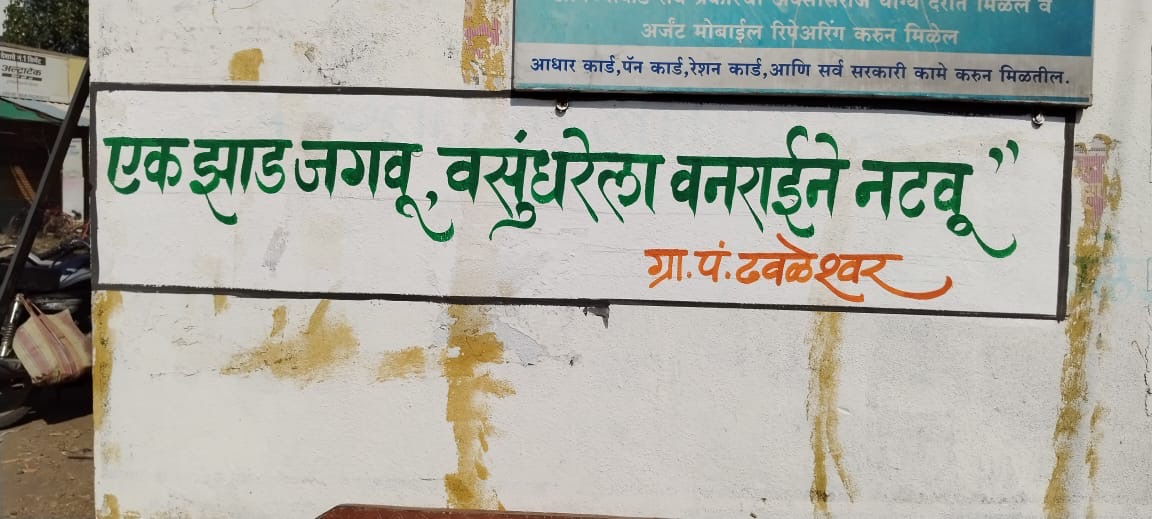 अर्जंट मोबाईल रिपेअरिंग करुन मिळेल
आधार कार्ड,पॅन कार्ड,रेशन कार्ड,आणि सर्व सरकारी कामे करुन मिळतील.
एक झाड जगवू, वसुंधरेला वनराईने नटवू"
ग्रा.पं.ढवळेश्वर
अल्ट्राटेक